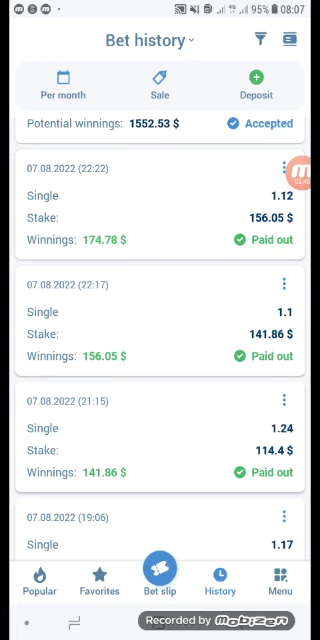 95% 08:07
Bet history
Per month Sale Deposit
Potential winnings: 1552.53 $ Accepted
07.08.2022 (22:22)
02:40
Single 1.12
Stake: 156.05 $
Winnings: 174.78 $ Paid out
07.08.2022 (22:17)
Single 1.1
Stake: 141.86 $
Winnings: 156.05 $ Paid out
07.08.2022 (21:15)
Single 1.24
Stake: 114.4 $
Winnings: 141.86 $ Paid out
07.08.2022 (19:06)
Single 1.17
Popular Favorites Bet slip History Menu
Recorded by Mobizen